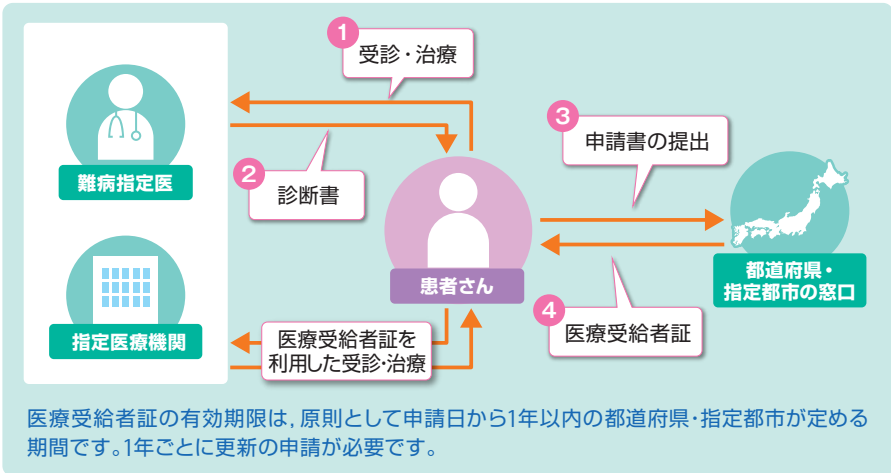 1
受診・治療
難病指定医
2
診断書
3
申請書の提出
患者さん
都道府県・
指定都市の窓口
4
医療受給者証
指定医療機関
医療受給者証を
利用した受診・治療
医療受給者証の有効期限は，原則として申請日から1年以内の都道府県・指定都市が定める
期間です。1年ごとに更新の申請が必要です。